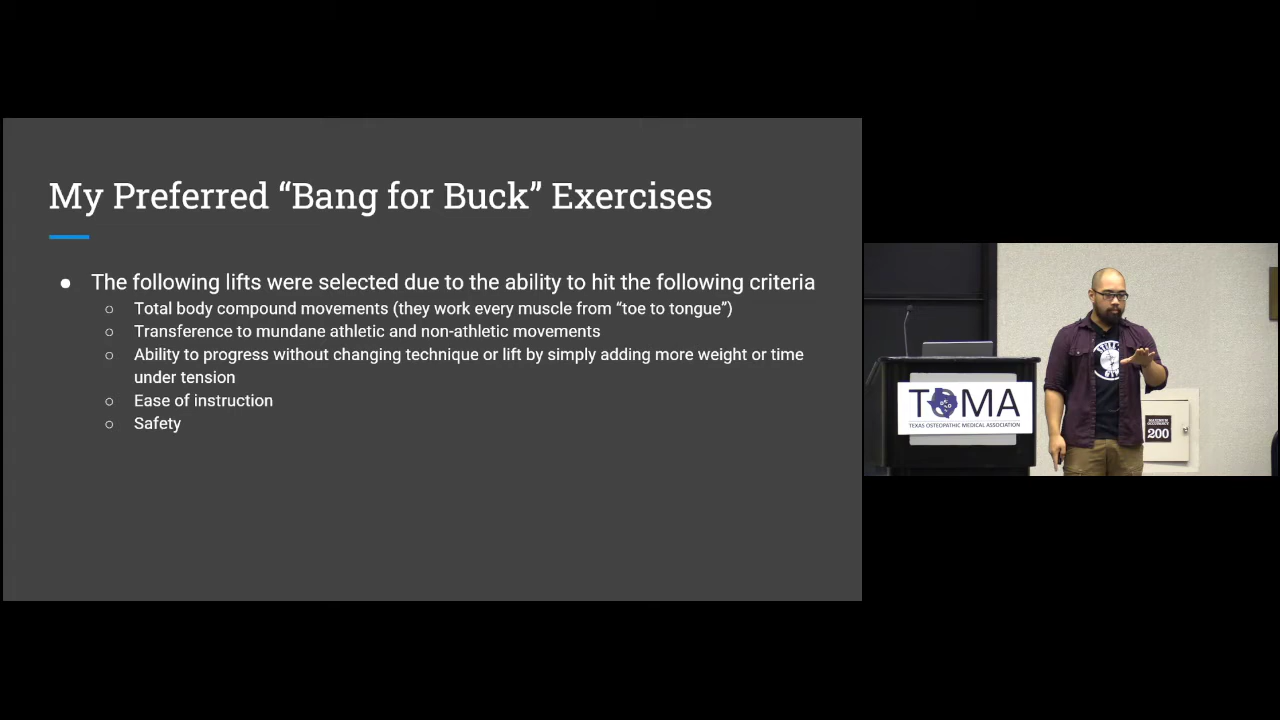 My Preferred “Bang for Buck” Exercises
● The following lifts were selected due to the ability to hit the following criteria
○ Total body compound movements (they work every muscle from “toe to tongue”)
○ Transference to mundane athletic and non-athletic movements
○ Ability to progress without changing technique or lift by simply adding more weight or time
under tension
○ Ease of instruction
○ Safety
TOMA
TEXAS OSTEOPATHIC MEDICAL ASSOCIATION
MAXIMUM
OCCUPANCY
200